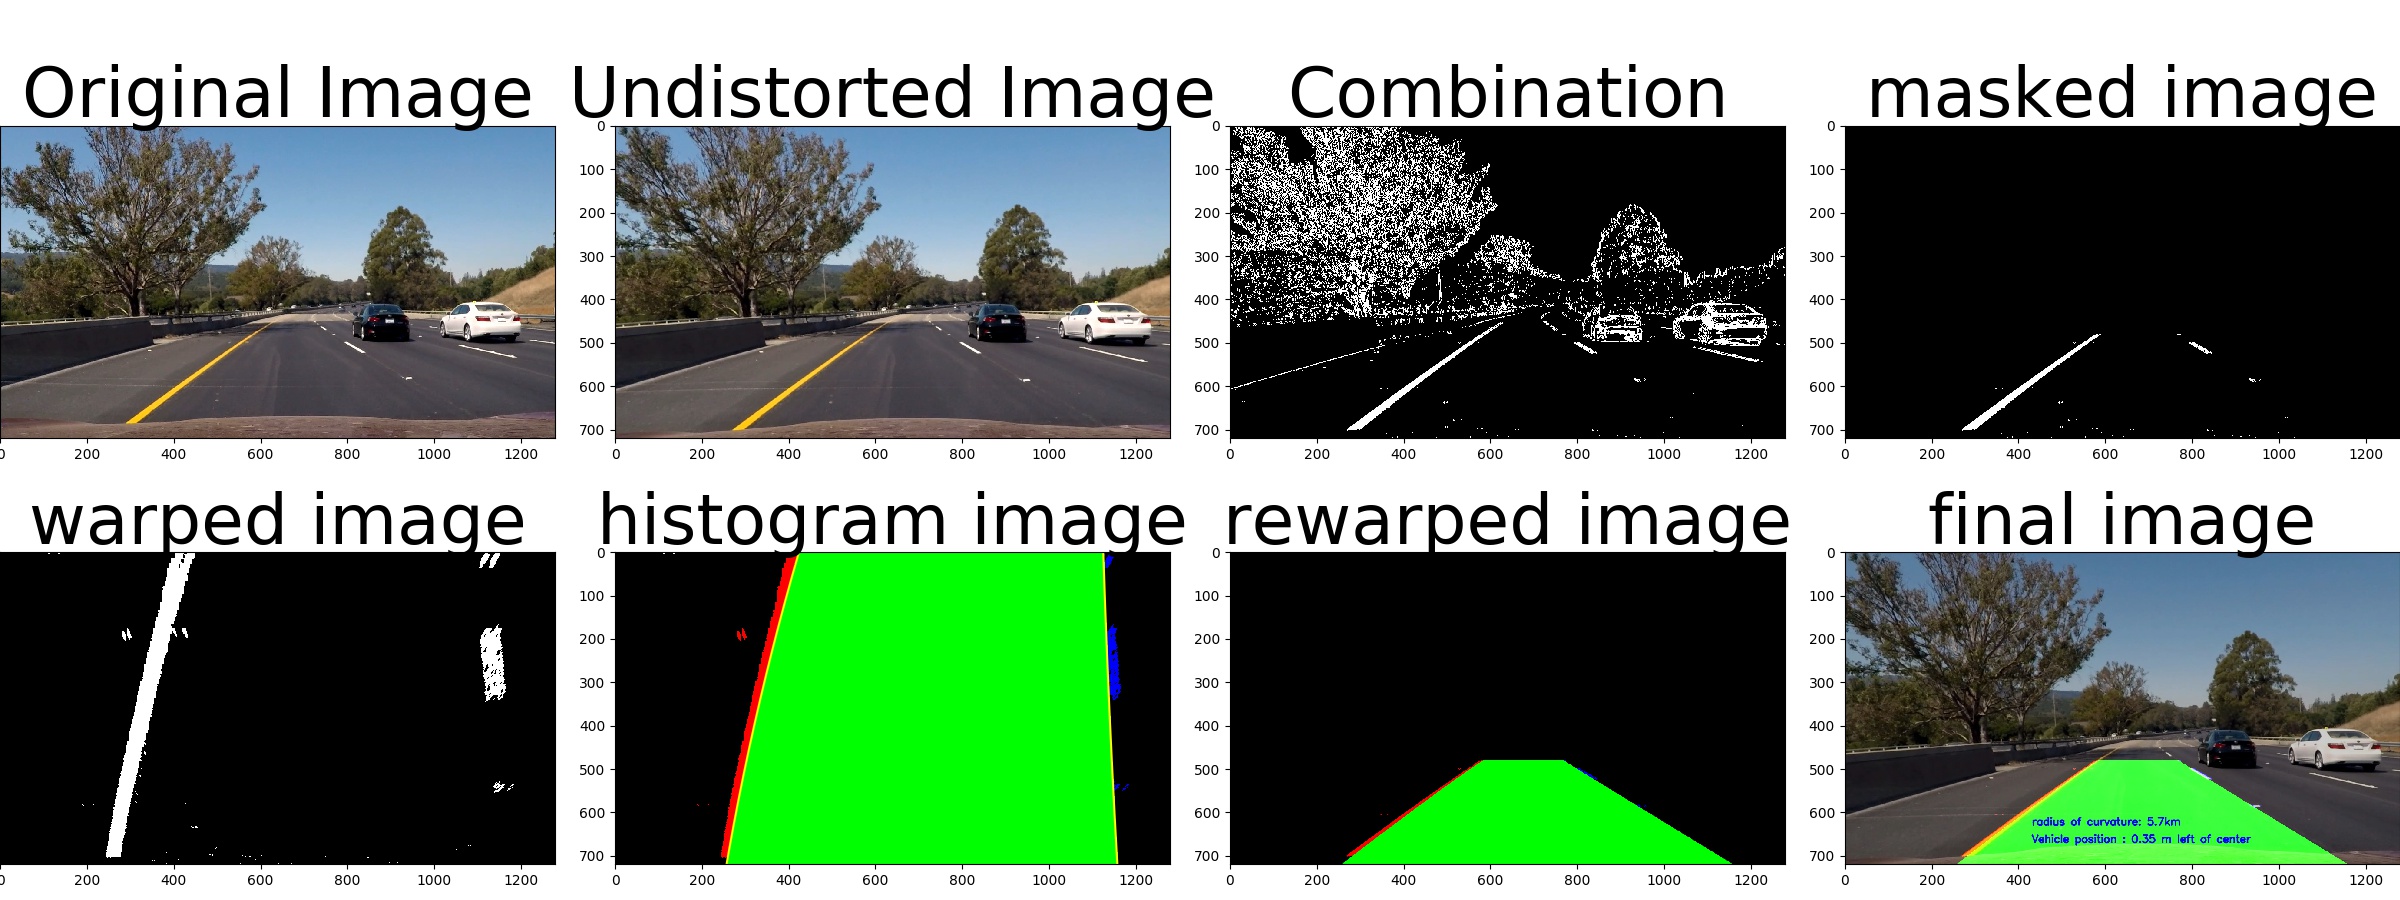 Original Image
Undistorted Image
Combination
masked image
0
0
0
100
100
100
200
200
200
300
300
300
400
400
400
500
500
500
600
600
600
700
700
700
0 200 400 600 800 1000 1200
0 200 400 600 800 1000 1200
0 200 400 600 800 1000 1200
0 200 400 600 800 1000 1200
warped image
histogram image
rewarped image
final image
0
0
0
100
100
100
200
200
200
300
300
300
400
400
400
500
500
500
600
600
600
700
700
700
radius of curvature: 5.7km
Vehicle position : 0.35 m left of center
0 200 400 600 800 1000 1200
0 200 400 600 800 1000 1200
0 200 400 600 800 1000 1200
0 200 400 600 800 1000 1200